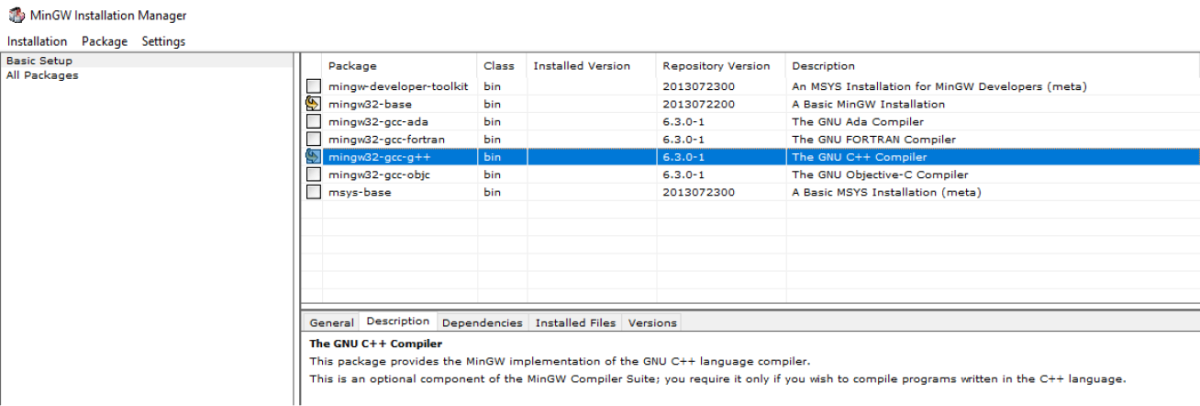 MinGW Installation Manager
Installation Package Settings
Basic Setup
All Packages
Package Class Installed Version Repository Version Description
mingw-developer-toolkit bin 2013072300 An MSYS Installation for MinGW Developers (meta)
mingw32-base bin 2013072200 A Basic MinGW Installation
mingw32-gcc-ada bin 6.3.0-1 The GNU Ada Compiler
mingw32-gcc-fortran bin 6.3.0-1 The GNU FORTRAN Compiler
mingw32-gcc-g++ bin 6.3.0-1 The GNU C++ Compiler
mingw32-gcc-objc bin 6.3.0-1 The GNU Objective-C Compiler
msys-base bin 2013072300 A Basic MSYS Installation (meta)
General Description Dependencies Installed Files Versions
The GNU C++ Compiler
This package provides the MinGW implementation of the GNU C++ language compiler.
This is an optional component of the MinGW Compiler Suite; you require it only if you wish to compile programs written in the C++ language.